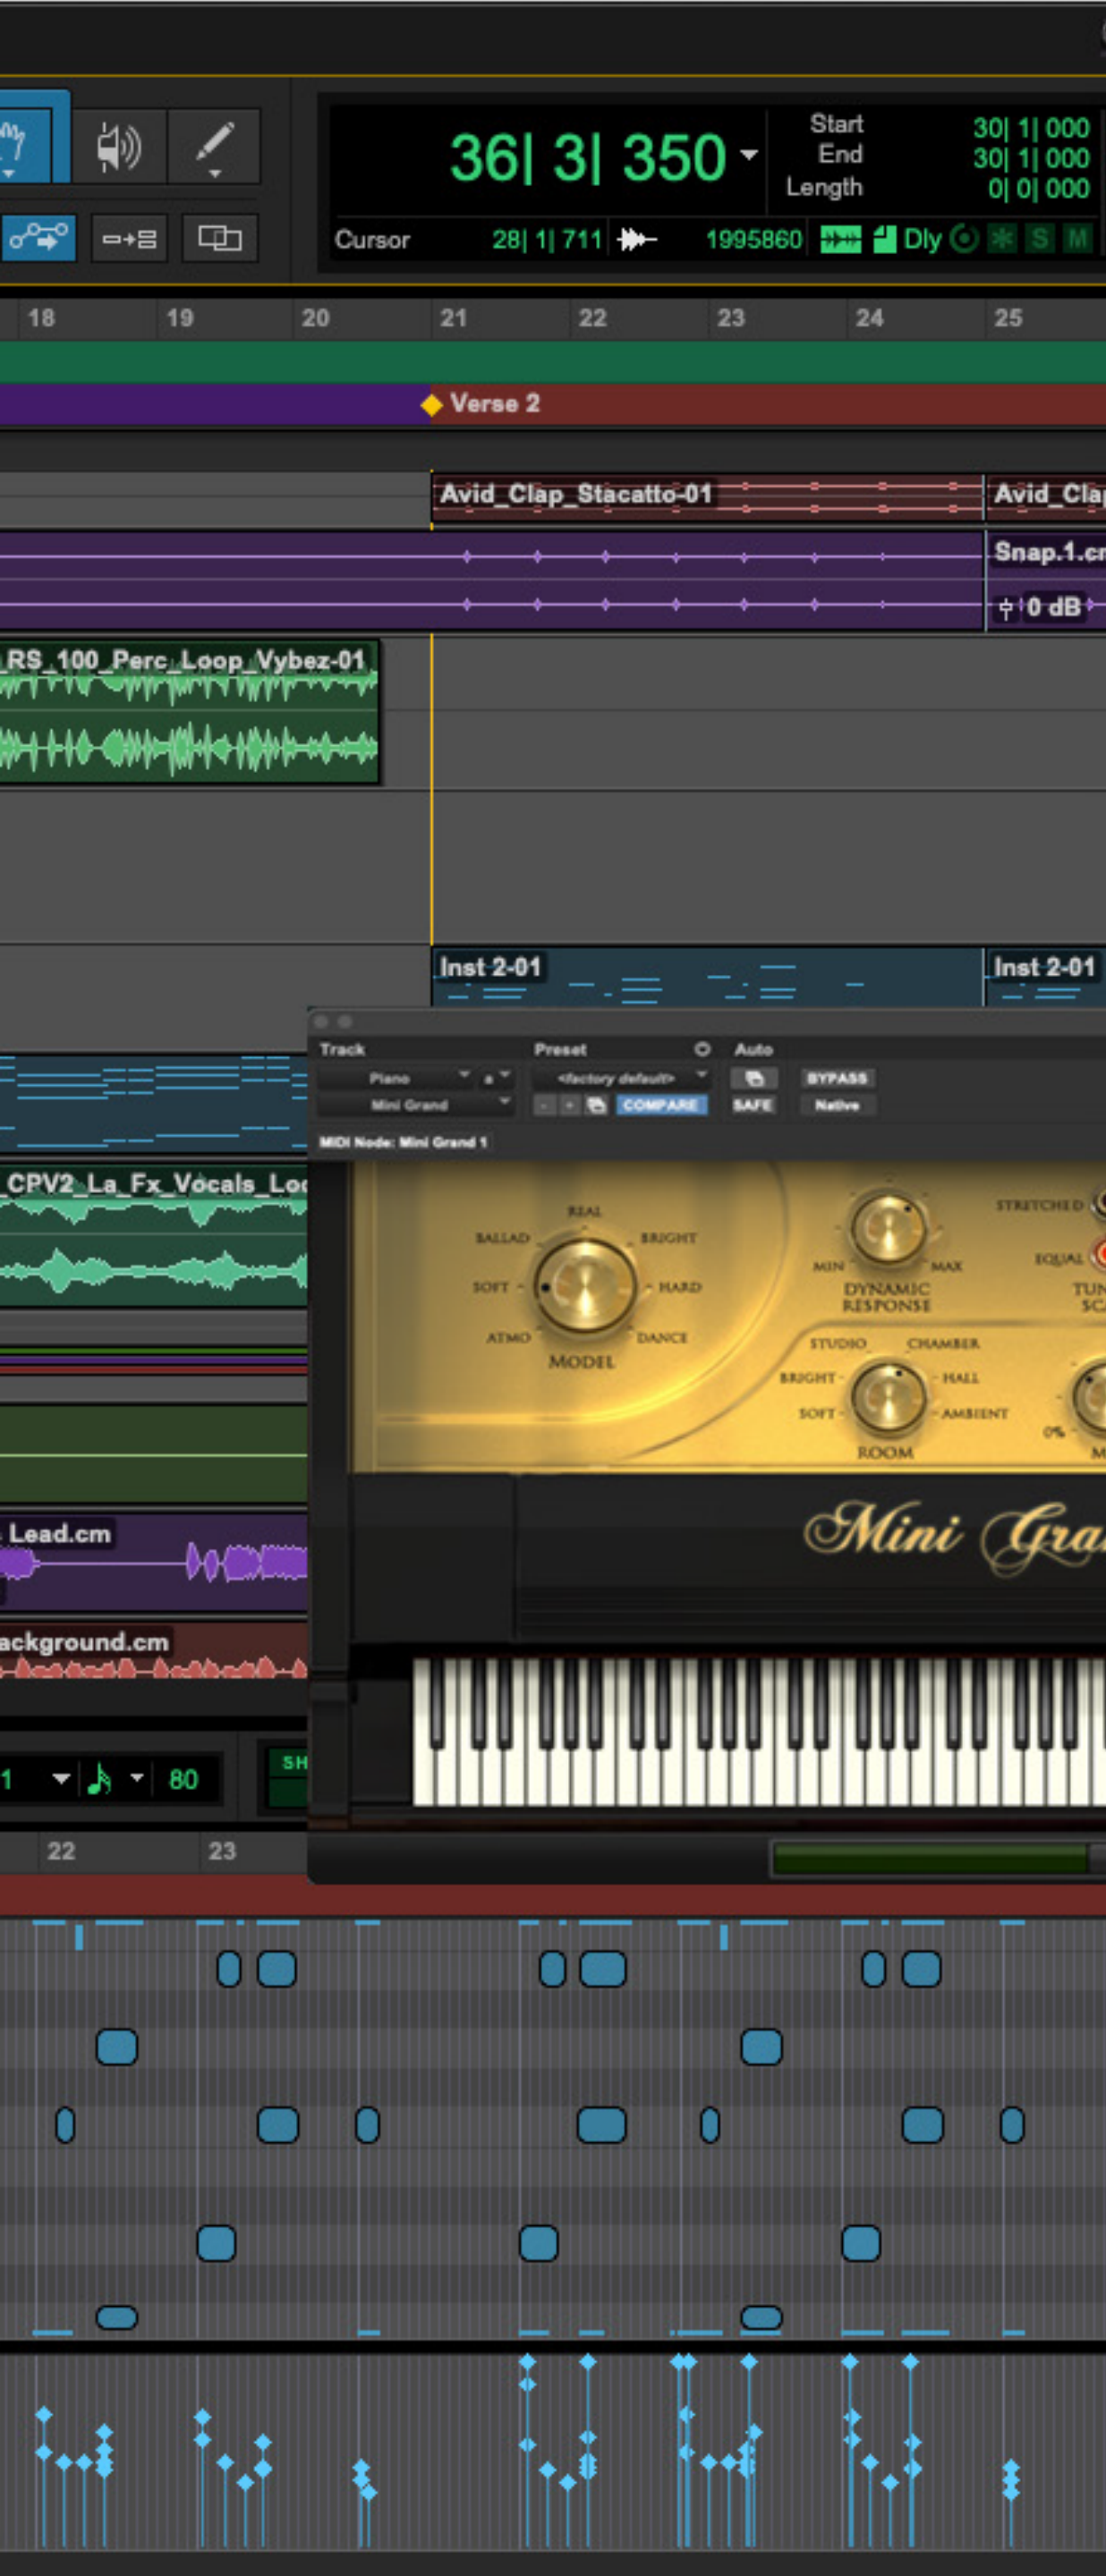 36| 3| 350
Start 30| 1| 000
End 30| 1| 000
Length 0| 0| 000
Cursor 28| 1| 711 1995860 Dly S M
18 19 20 21 22 23 24 25
Verse 2
Avid_Clap_Stacatto-01 Avid_Cla
Snap.1.cm
0 dB
_RS_100_Perc_Loop_Vybez-01
Inst 2-01 Inst 2-01
Track Preset Auto
Piano a <factory default> BYPASS
Mini Grand - + COMPARE SAFE Native
MIDI Node: Mini Grand 1
_CPV2_La_Fx_Vocals_Loo
REAL
BALLAD BRIGHT
SOFT HARD
ATMO DANCE
MODEL
MIN MAX
DYNAMIC
RESPONSE
STRETCHED
EQUAL
TUN
SCA
STUDIO CHAMBER
BRIGHT HALL
SOFT AMBIENT
ROOM
0%
M
Mini Gra
Lead.cm
ackground.cm
1 80 SH
22 23